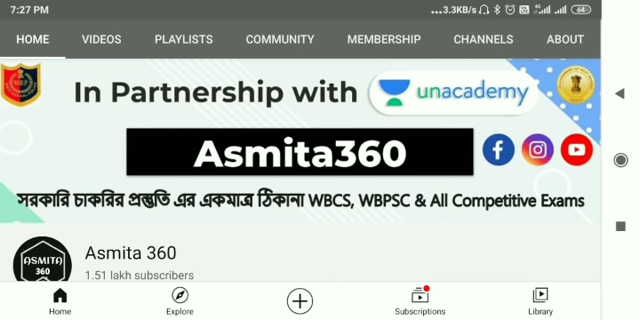 7:27 PM ...3.3KB/s 64
HOME VIDEOS PLAYLISTS COMMUNITY MEMBERSHIP CHANNELS ABOUT
In Partnership with unacademy
Asmita360
সরকারি চাকরির প্রস্তুতি এর একমাত্র ঠিকানা WBCS, WBPSC & All Competitive Exams
ASMITA
360
Asmita 360
1.51 lakh subscribers
Home Explore Subscriptions Library